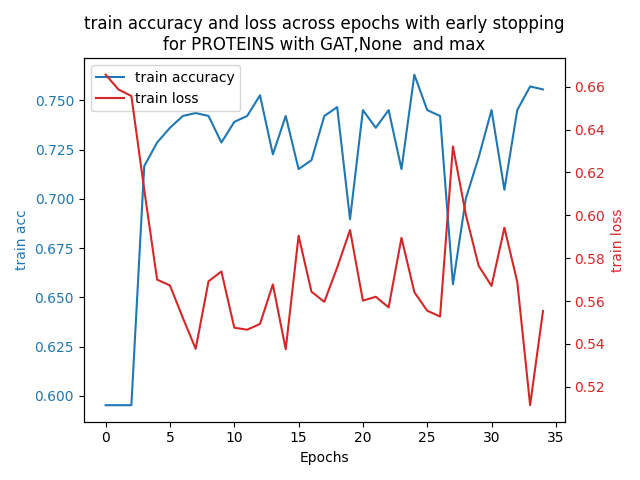 train accuracy and loss across epochs with early stopping
for PROTEINS with GAT,None  and max
train accuracy
train loss
0.750
0.725
0.700
0.675
0.650
0.625
0.600
train acc
0.66
0.64
0.62
0.60
0.58
0.56
0.54
0.52
train loss
0 5 10 15 20 25 30 35
Epochs